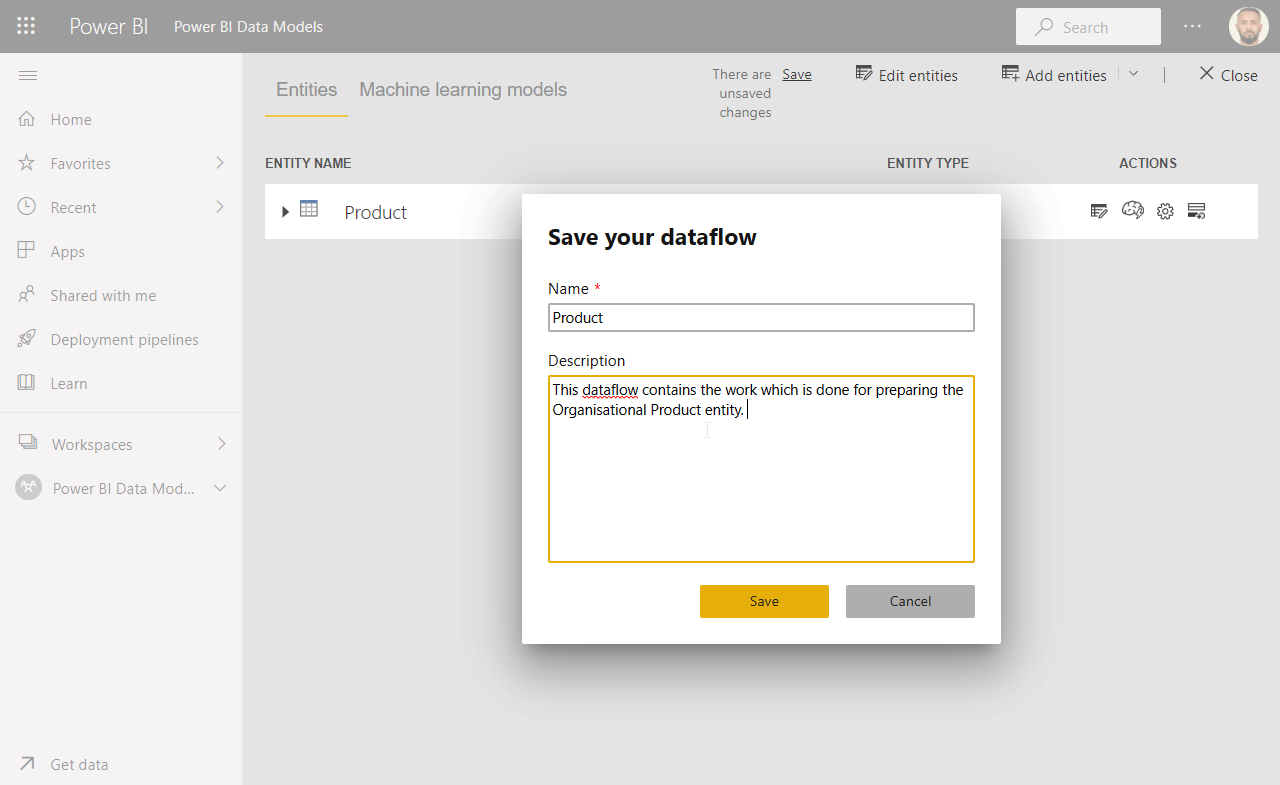 Power BI
Power BI Data Models
Search
Home
Favorites
Recent
Apps
Shared with me
Deployment pipelines
Learn
Workspaces
Power BI Data Mod...
Get data
Entities
Machine learning models
There are
unsaved
changes
Save
Edit entities
Add entities
Close
ENTITY NAME
ENTITY TYPE
ACTIONS
Product
Save your dataflow
Name *
Product
Description
This dataflow contains the work which is done for preparing the
Organisational Product entity.
Save
Cancel